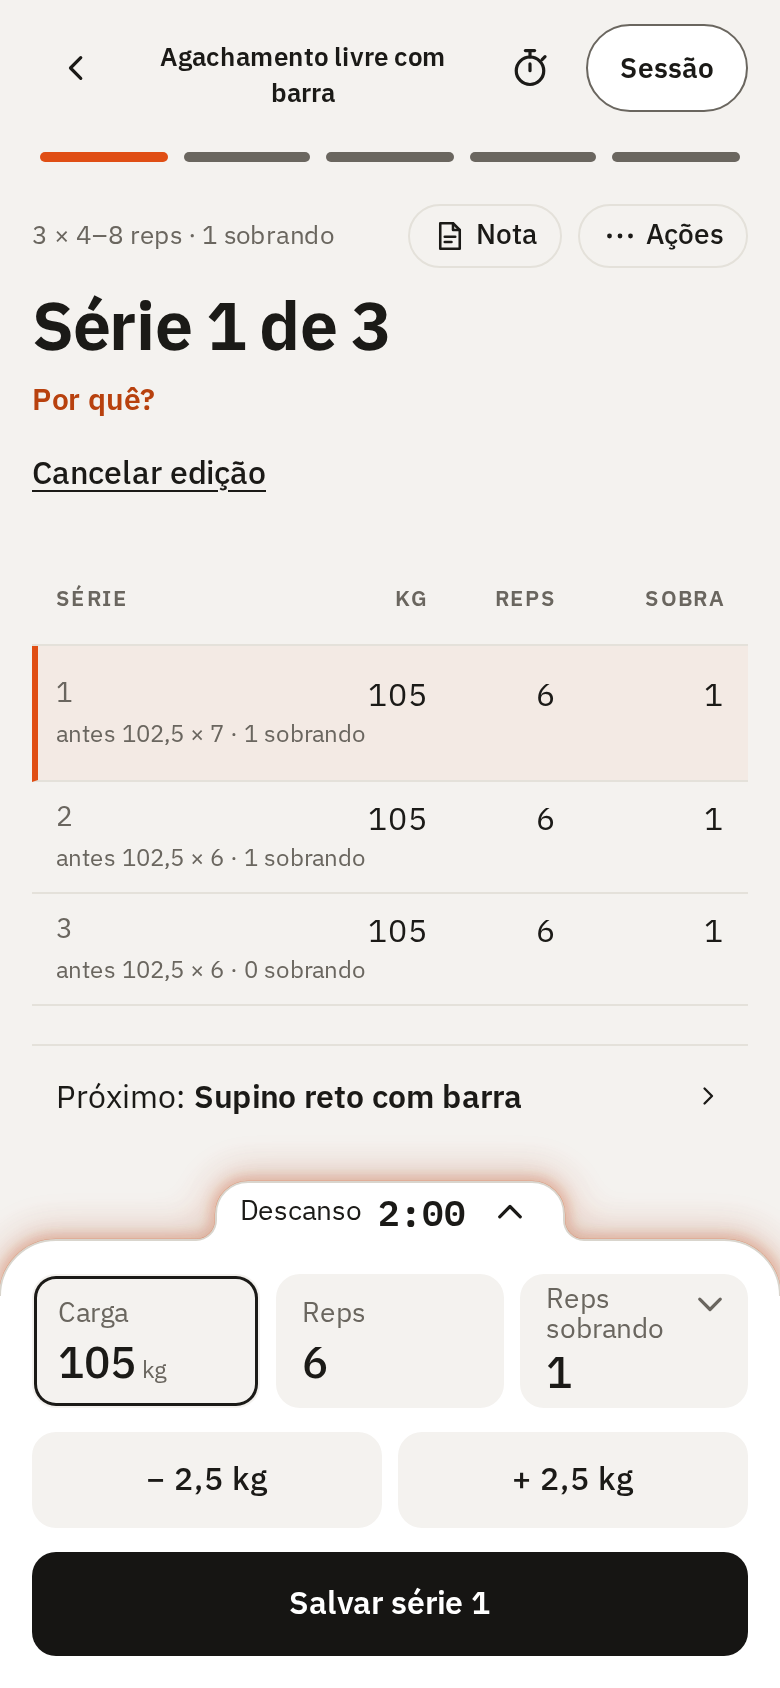 Agachamento livre com
barra
Sessão
3 × 4–8 reps · 1 sobrando
Nota
Ações
Série 1 de 3
Por quê?
Cancelar edição
SÉRIE KG REPS SOBRA
1 105 6 1
antes 102,5 × 7 · 1 sobrando
2 105 6 1
antes 102,5 × 6 · 1 sobrando
3 105 6 1
antes 102,5 × 6 · 0 sobrando
Próximo: Supino reto com barra
Descanso 2:00
Carga
105 kg
Reps
6
Reps
sobrando
1
− 2,5 kg
+ 2,5 kg
Salvar série 1